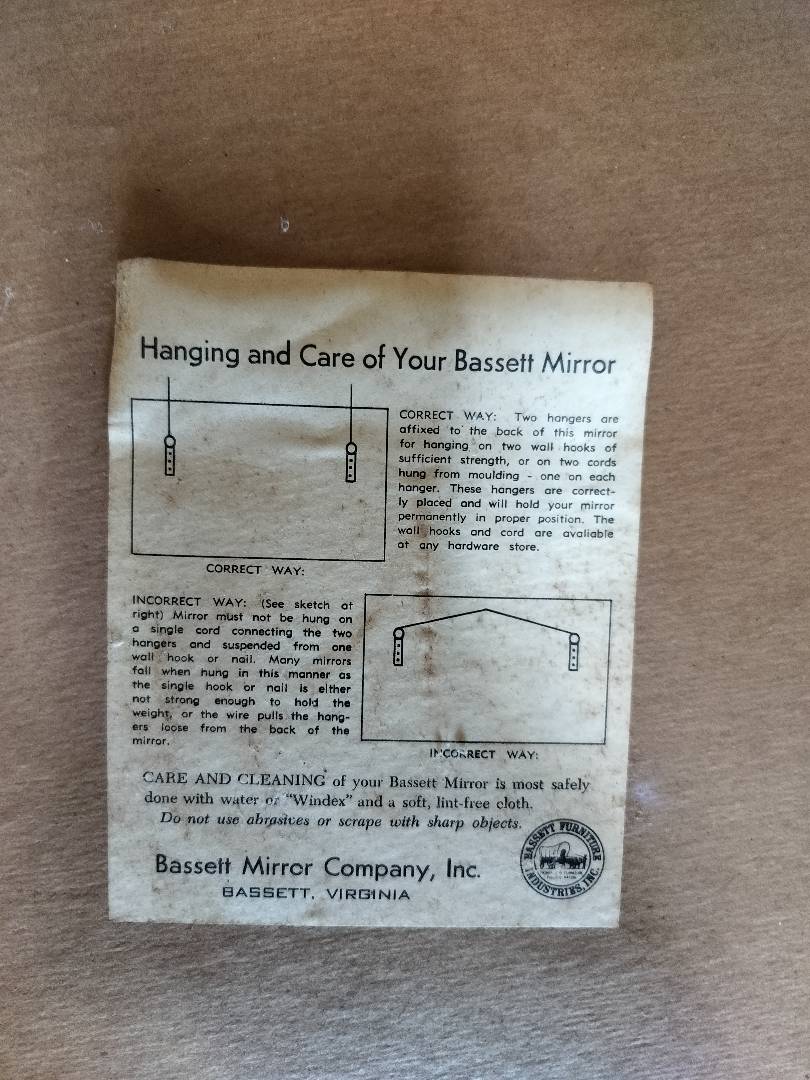 Hanging and Care of Your Bassett Mirror
CORRECT WAY: Two hangers are
affixed to the back of this mirror
for hanging on two wall hooks of
sufficient strength, or on two cords
hung from moulding - one on each
hanger. These hangers are correct-
ly placed and will hold your mirror
permanently in proper position. The
wall hooks and cord are avaliable
at any hardware store.
CORRECT WAY:
INCORRECT WAY: (See sketch at
right) Mirror must not be hung on
a single cord connecting the two
hangers and suspended from one
wall hook or nail. Many mirrors
fall when hung in this manner as
the single hook or nail is either
not strong enough to hold the
weight, or the wire pulls the hang-
ers loose from the back of the
mirror.
INCORRECT WAY:
CARE AND CLEANING of your Bassett Mirror is most safely
done with water or "Windex" and a soft, lint-free cloth.
Do not use abrasives or scrape with sharp objects.
Bassett Mirror Company, Inc.
BASSETT, VIRGINIA
BASSETT FURNITURE
INDUSTRIES, INC.